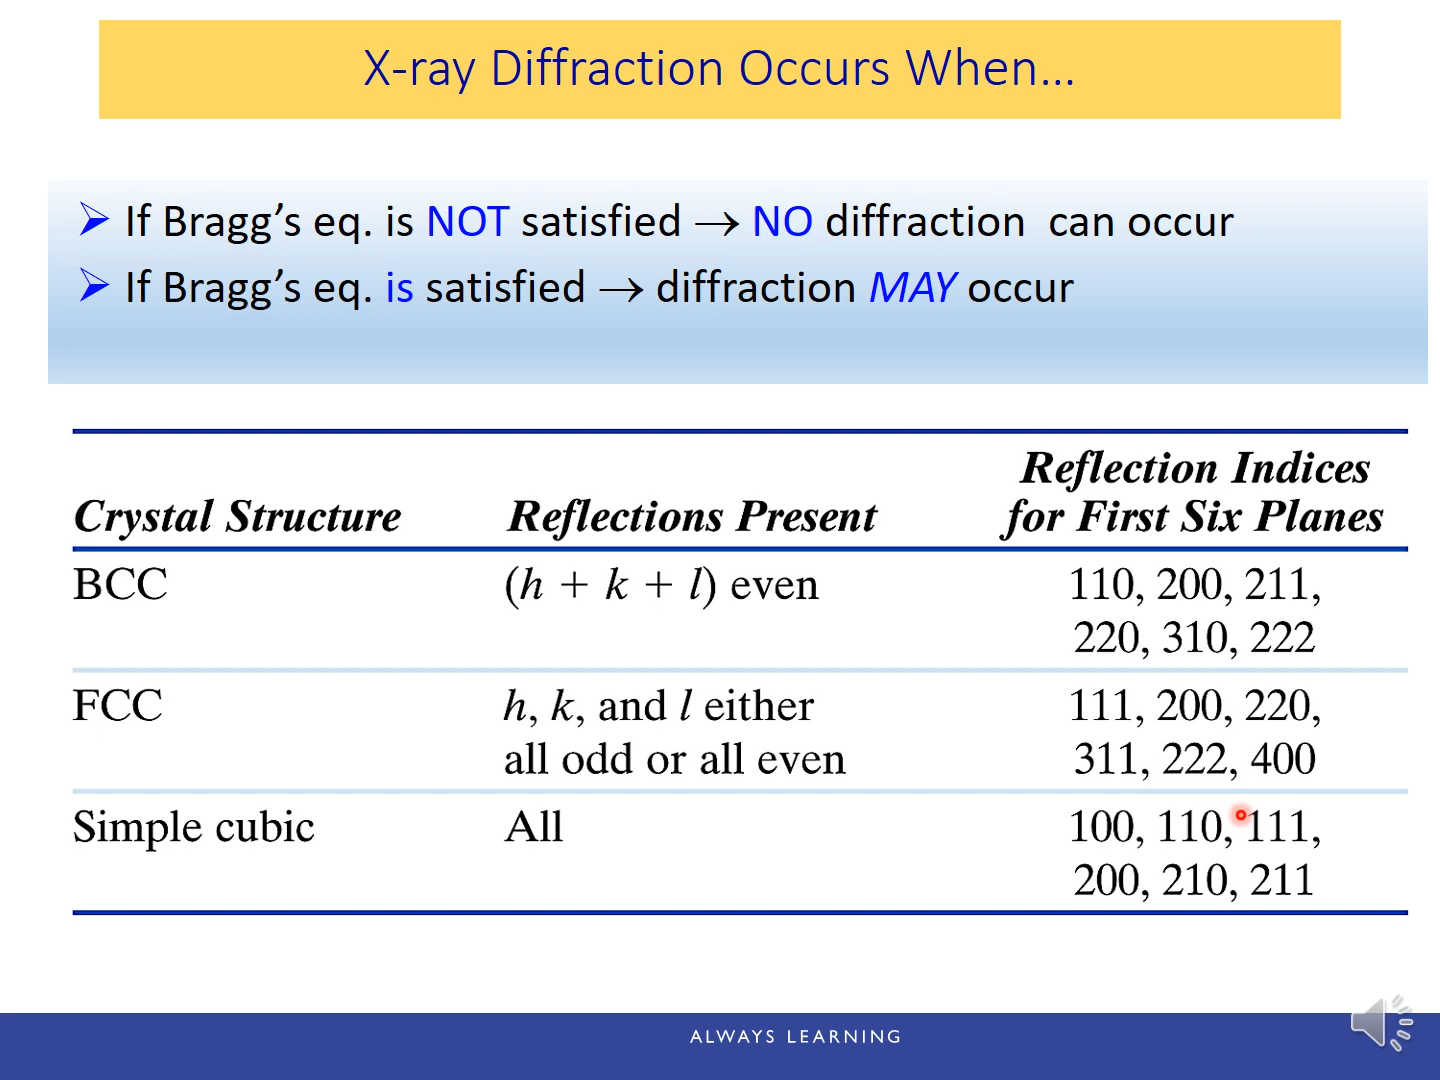 X-ray Diffraction Occurs When...
If Bragg's eq. is NOT satisfied → NO diffraction can occur
If Bragg's eq. is satisfied → diffraction MAY occur
Crystal Structure Reflections Present Reflection Indices for First Six Planes
BCC (h + k + l) even 110, 200, 211,
220, 310, 222
FCC h, k, and l either 111, 200, 220,
all odd or all even 311, 222, 400
Simple cubic All 100, 110, 111,
200, 210, 211
ALWAYS LEARNING